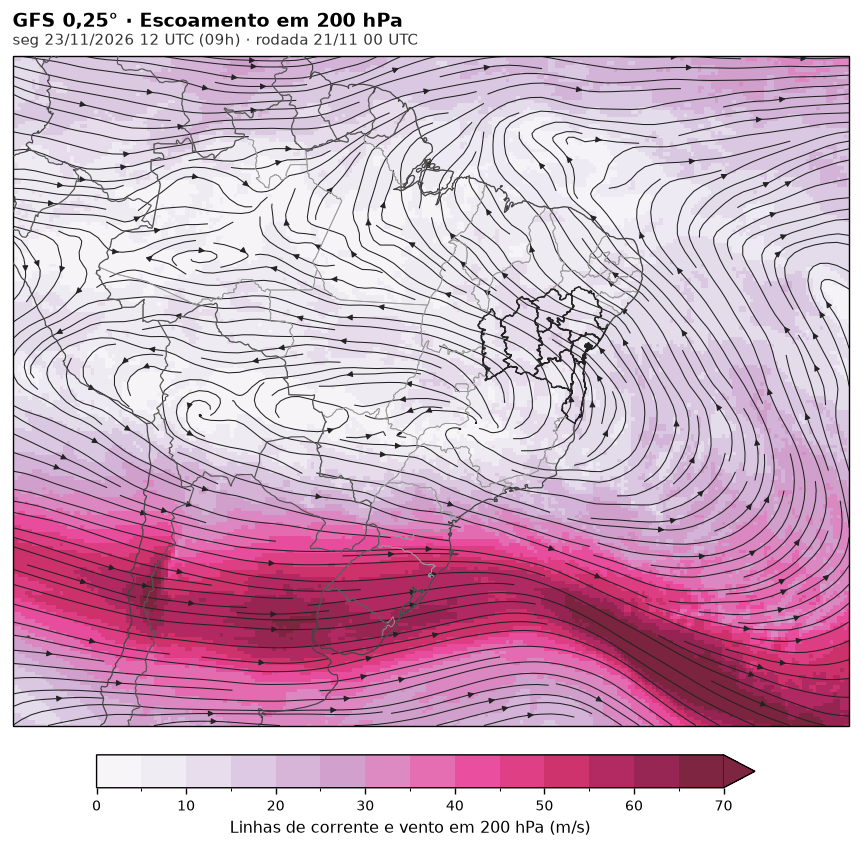 GFS 0,25° · Escoamento em 200 hPa
seg 23/11/2026 12 UTC (09h) · rodada 21/11 00 UTC
0 10 20 30 40 50 60 70
Linhas de corrente e vento em 200 hPa (m/s)